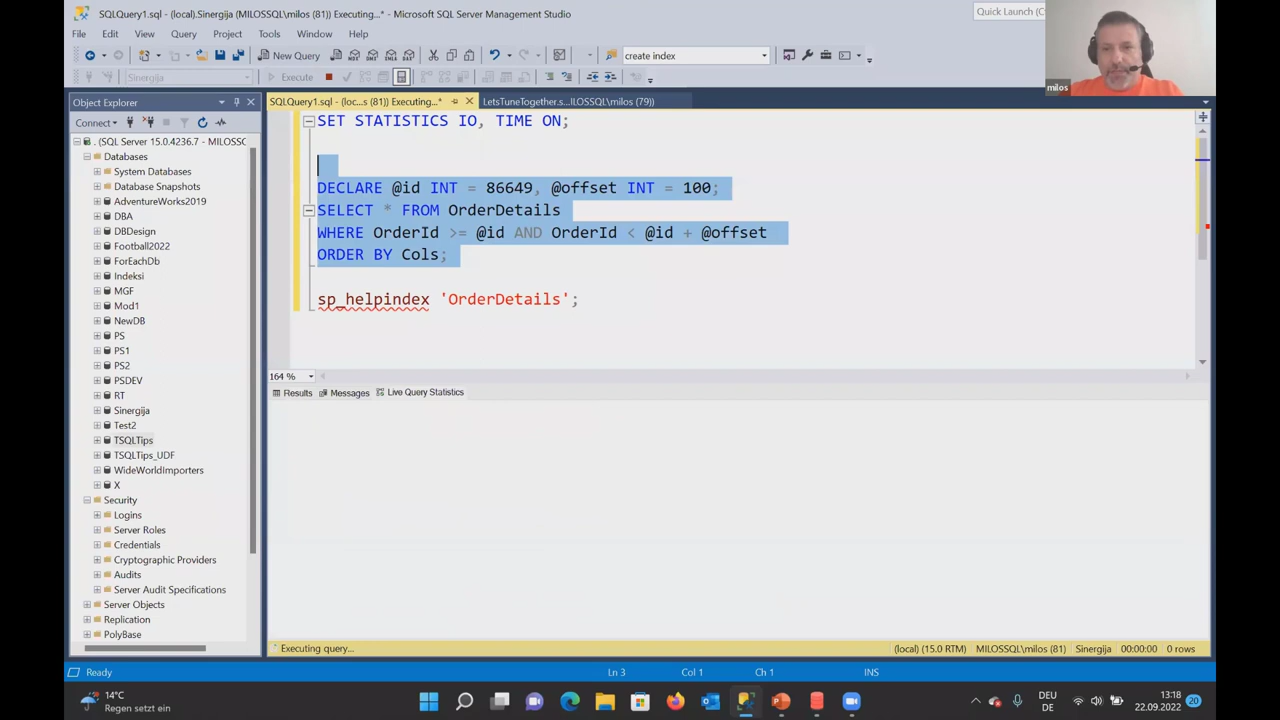 SQLQuery1.sql - (local).Sinergija (MILOSSQL\milos (81)) Executing...* - Microsoft SQL Server Management Studio
Quick Launch (C
File Edit View Query Project Tools Window Help
New Query
create index
Sinergija
Execute
milos
Object Explorer
SQLQuery1.sql - (loc...s (81)) Executing...*
LetsTuneTogether.s...ILOSSQL\milos (79))
Connect
. (SQL Server 15.0.4236.7 - MILOSSC
Databases
System Databases
Database Snapshots
AdventureWorks2019
DBA
DBDesign
Football2022
ForEachDb
Indeksi
MGF
Mod1
NewDB
PS
PS1
PS2
PSDEV
RT
Sinergija
Test2
TSQLTips
TSQLTips_UDF
WideWorldImporters
X
Security
Logins
Server Roles
Credentials
Cryptographic Providers
Audits
Server Audit Specifications
Server Objects
Replication
PolyBase
SET STATISTICS IO, TIME ON;
DECLARE @id INT = 86649, @offset INT = 100;
SELECT * FROM OrderDetails
WHERE OrderId >= @id AND OrderId < @id + @offset
ORDER BY Cols;
sp_helpindex 'OrderDetails';
164 %
Results Messages Live Query Statistics
Executing query...
(local) (15.0 RTM) MILOSSQL\milos (81) Sinergija 00:00:00 0 rows
Ready
Ln 3 Col 1 Ch 1 INS
14°C
Regen setzt ein
DEU
DE
13:18
22.09.2022
20